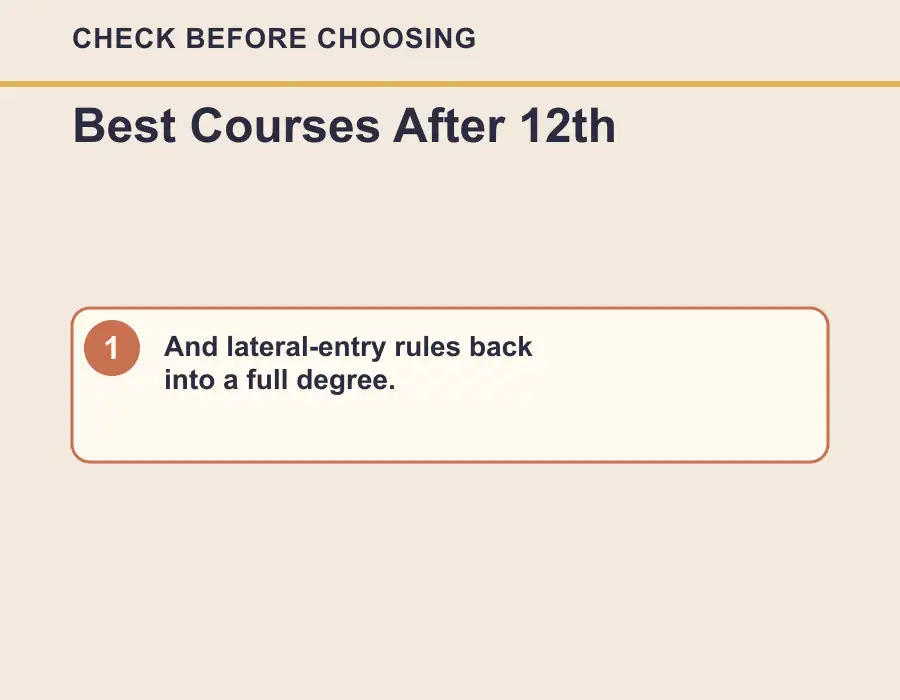 CHECK BEFORE CHOOSING
Best Courses After 12th
1
And lateral-entry rules back
into a full degree.